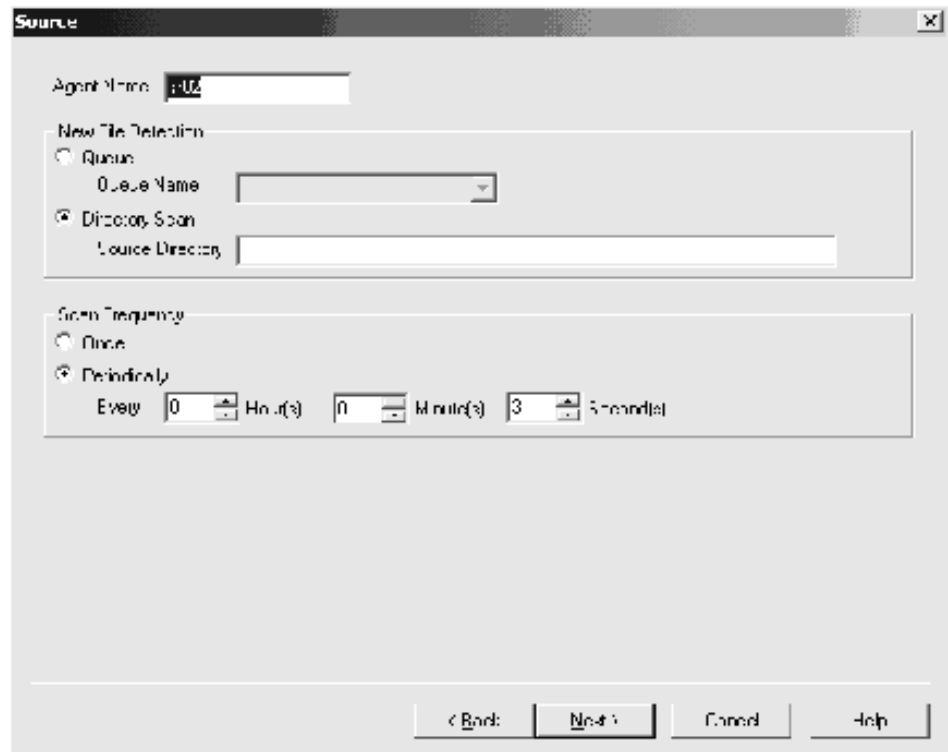 Source
Agent Name
New File Detection
Queue
Queue Name
Directory Scan
Source Directory
Scan Frequency
Once
Periodically
Every 0 Hour(s) 0 Minute(s) 3 Second(s)
< Back Next > Cancel Help